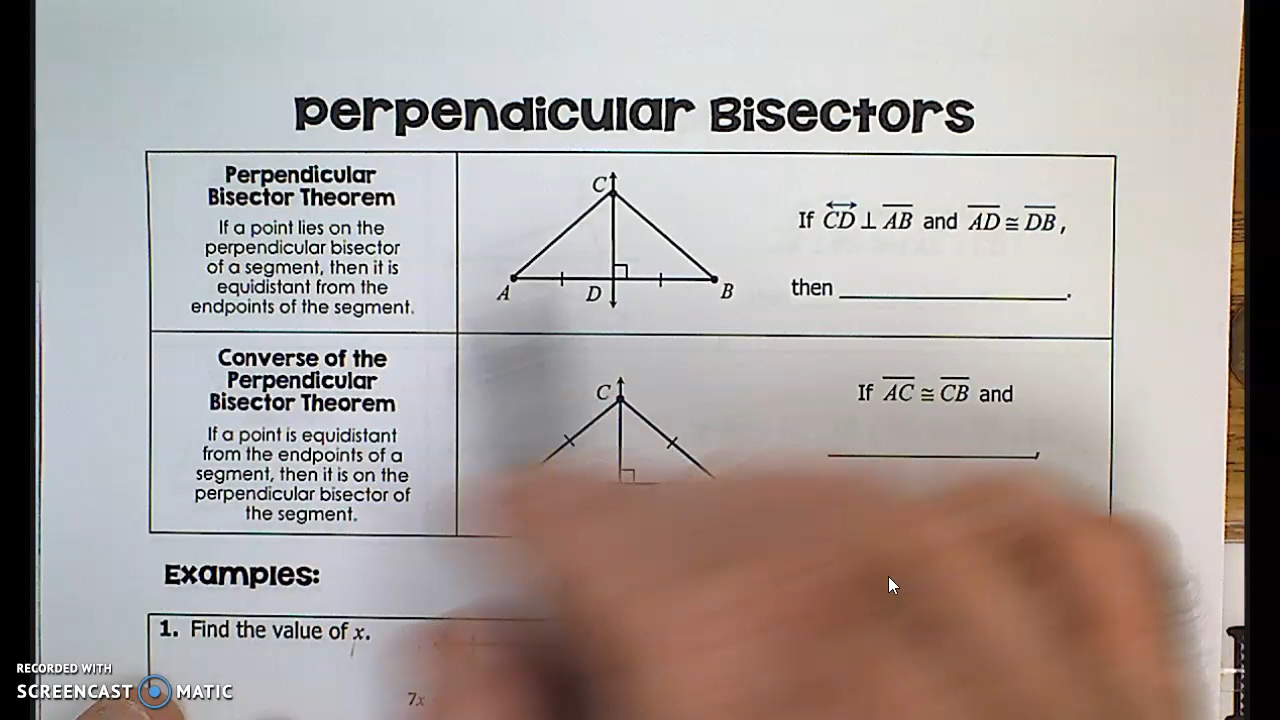 Perpendicular Bisectors
Perpendicular
Bisector Theorem
If a point lies on the
perpendicular bisector
of a segment, then it is
equidistant from the
endpoints of the segment.
C
A
D
B
If CD ⊥ AB and AD ≅ DB,
then ____________.
Converse of the
Perpendicular
Bisector Theorem
If a point is equidistant
from the endpoints of a
segment, then it is on the
perpendicular bisector of
the segment.
C
If AC ≅ CB and
____________,
Examples:
1. Find the value of x.
7x
RECORDED WITH
SCREENCAST MATIC